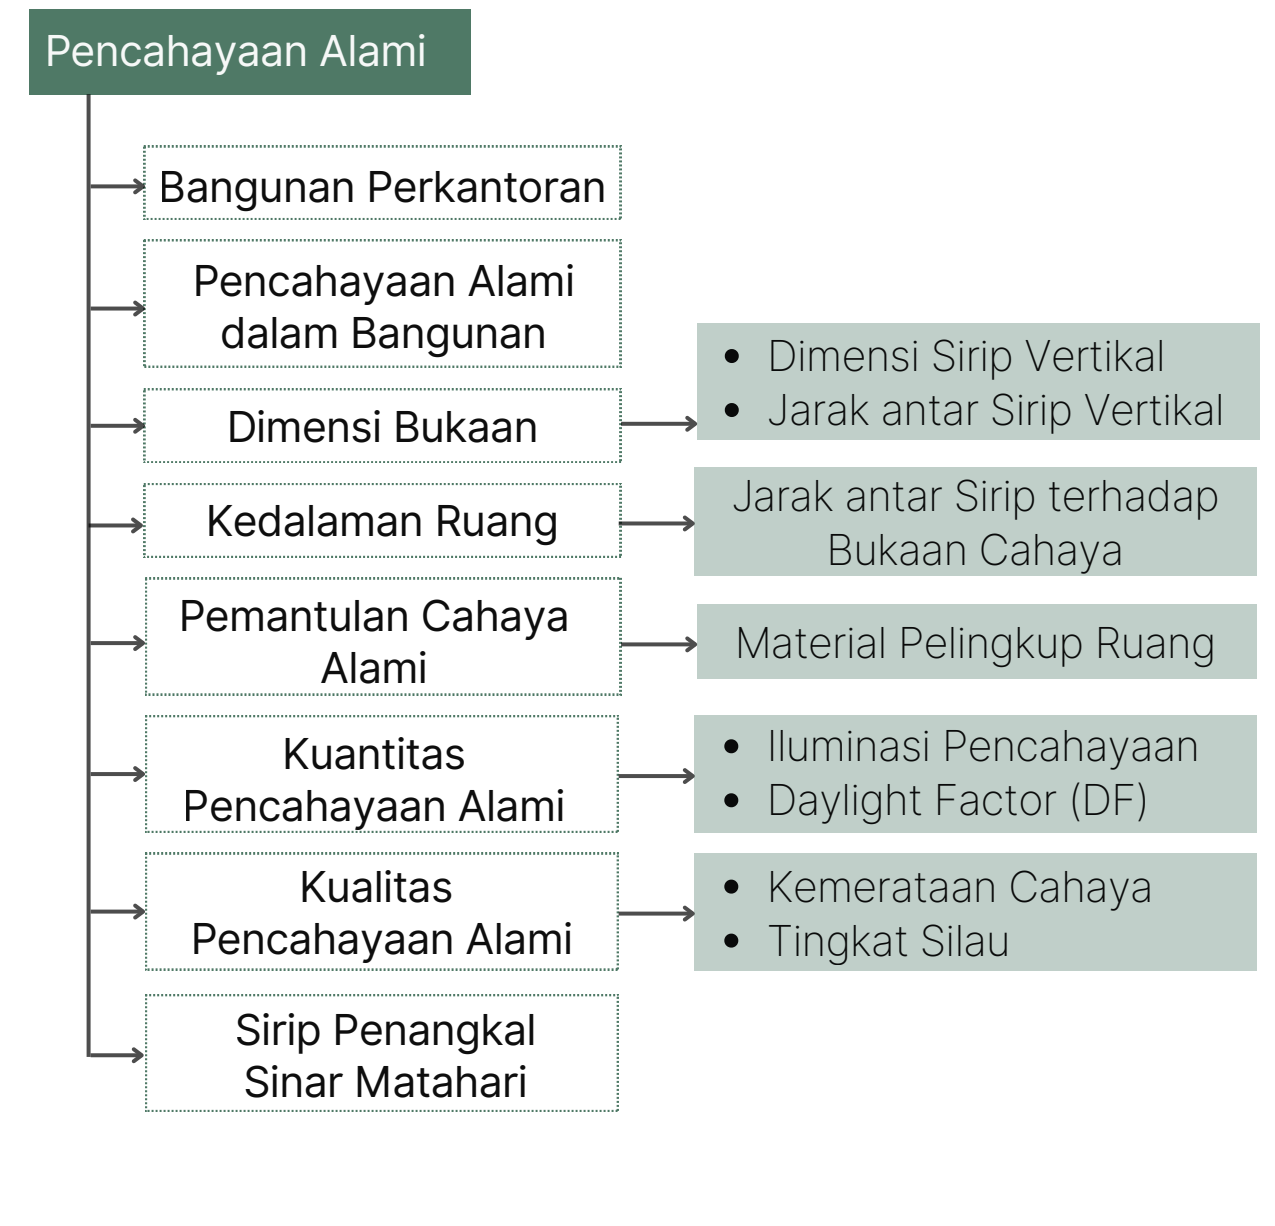 Pencahayaan Alami
Bangunan Perkantoran
Pencahayaan Alami
dalam Bangunan
Dimensi Bukaan
• Dimensi Sirip Vertikal
• Jarak antar Sirip Vertikal
Kedalaman Ruang
Jarak antar Sirip terhadap
Bukaan Cahaya
Pemantulan Cahaya
Alami
Material Pelingkup Ruang
Kuantitas
Pencahayaan Alami
• Iluminasi Pencahayaan
• Daylight Factor (DF)
Kualitas
Pencahayaan Alami
• Kemerataan Cahaya
• Tingkat Silau
Sirip Penangkal
Sinar Matahari